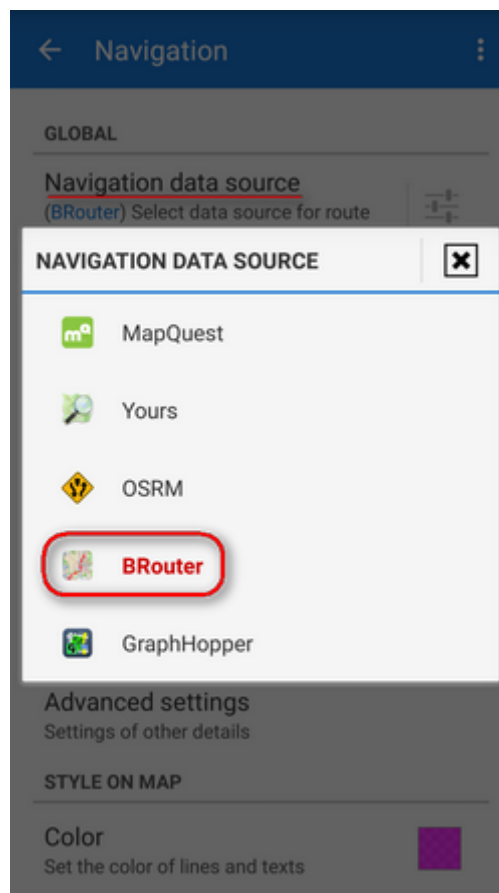 Navigation
GLOBAL
Navigation data source
(BRouter) Select data source for route
NAVIGATION DATA SOURCE
mq
MapQuest
Yours
OSRM
BRouter
GraphHopper
Advanced settings
Settings of other details
STYLE ON MAP
Color
Set the color of lines and texts